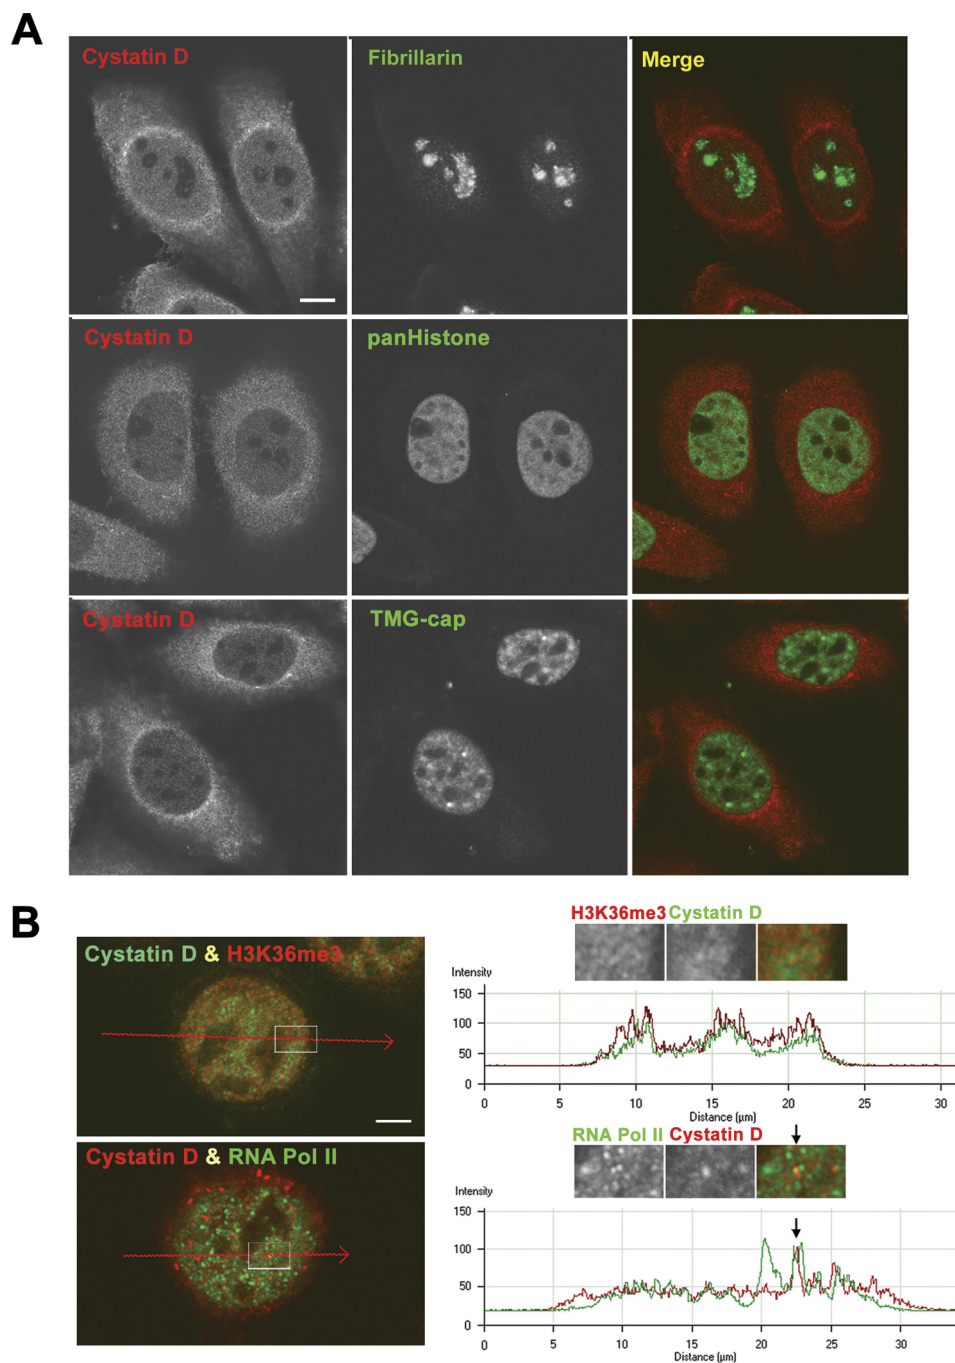 A
Cystatin D Fibrillarin Merge
Cystatin D panHistone
Cystatin D TMG-cap
B
Cystatin D & H3K36me3
H3K36me3 Cystatin D
Intensity
150
100
50
0
0 5 10 15 20 25 30
Distance (µm)
Cystatin D & RNA Pol II
RNA Pol II Cystatin D
Intensity
150
100
50
0
0 5 10 15 20 25 30
Distance (µm)